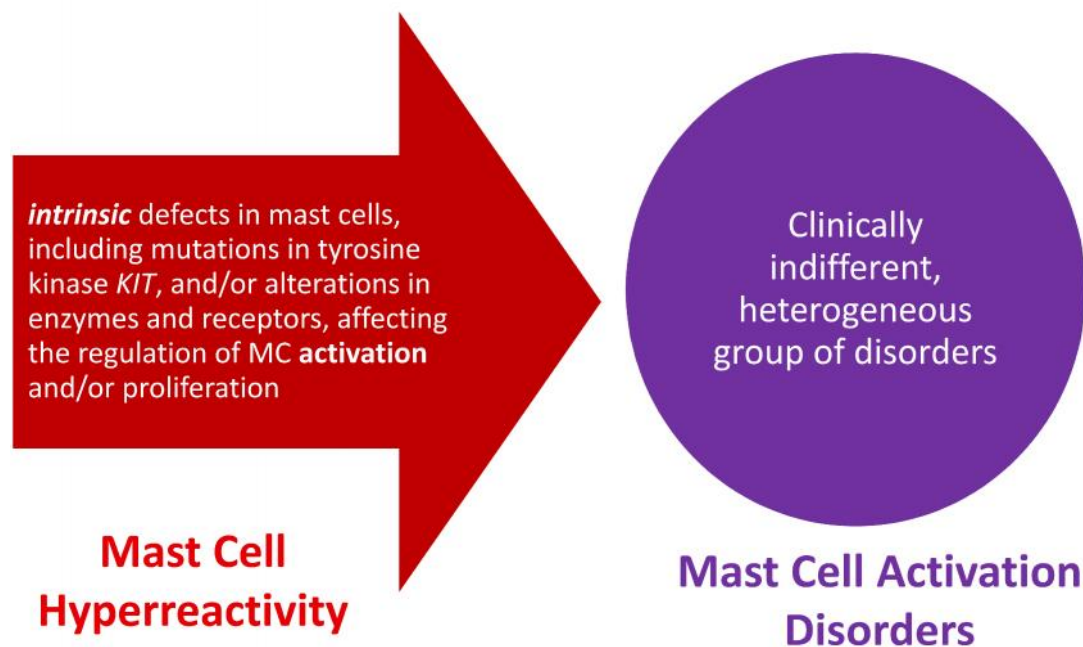 intrinsic defects in mast cells,
including mutations in tyrosine
kinase KIT, and/or alterations in
enzymes and receptors, affecting
the regulation of MC activation
and/or proliferation
Mast Cell
Hyperreactivity
Clinically
indifferent,
heterogeneous
group of disorders
Mast Cell Activation
Disorders